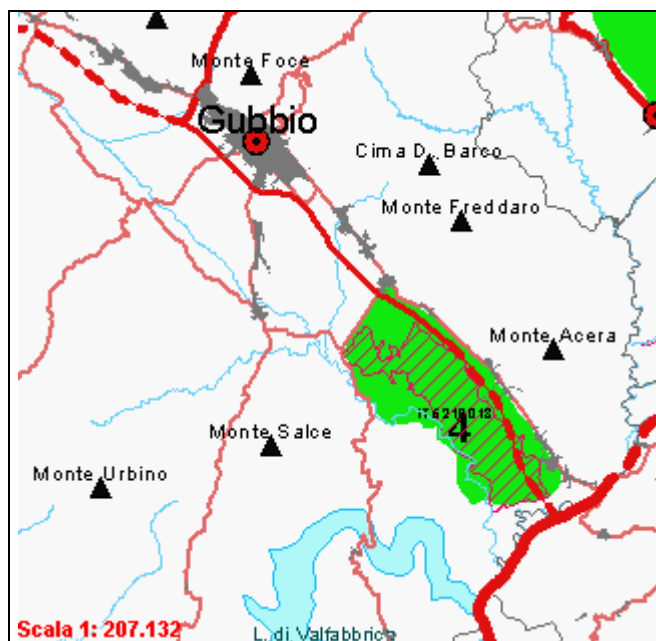 Monte Foce
Gubbio
Cima D. Barco
Monte Freddaro
Monte Acera
4
Monte Salce
Monte Urbino
Scala 1: 207.132
L. di Valfabbrica